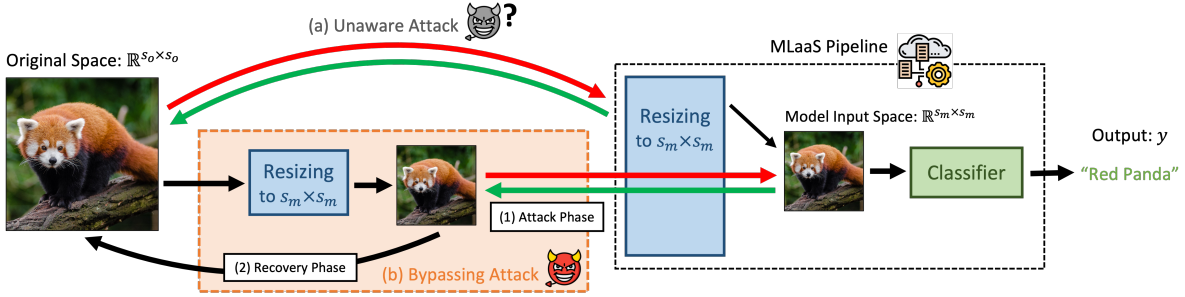 (a) Unaware Attack
?
Original Space: ℝ^{s_o×s_o}
MLaaS Pipeline
Resizing
to s_m×s_m
Model Input Space: ℝ^{s_m×s_m}
Output: y
Resizing
to s_m×s_m
Classifier
“Red Panda”
(1) Attack Phase
(2) Recovery Phase
(b) Bypassing Attack